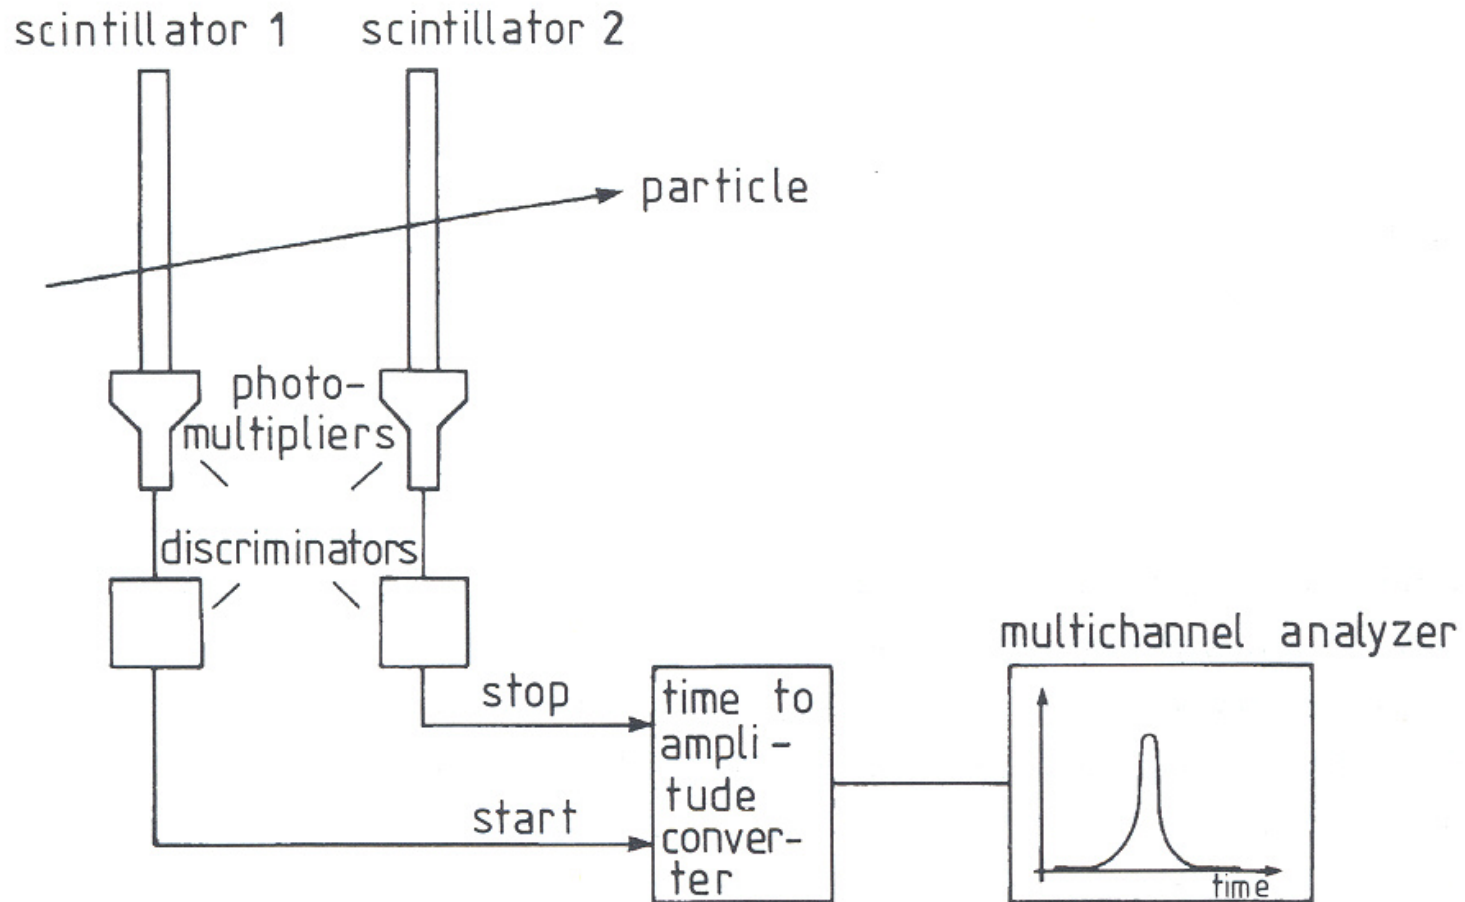 scintillator 1
scintillator 2
particle
photo-
multipliers
discriminators
multichannel analyzer
stop
start
time to
ampli-
tude
conver-
ter
time